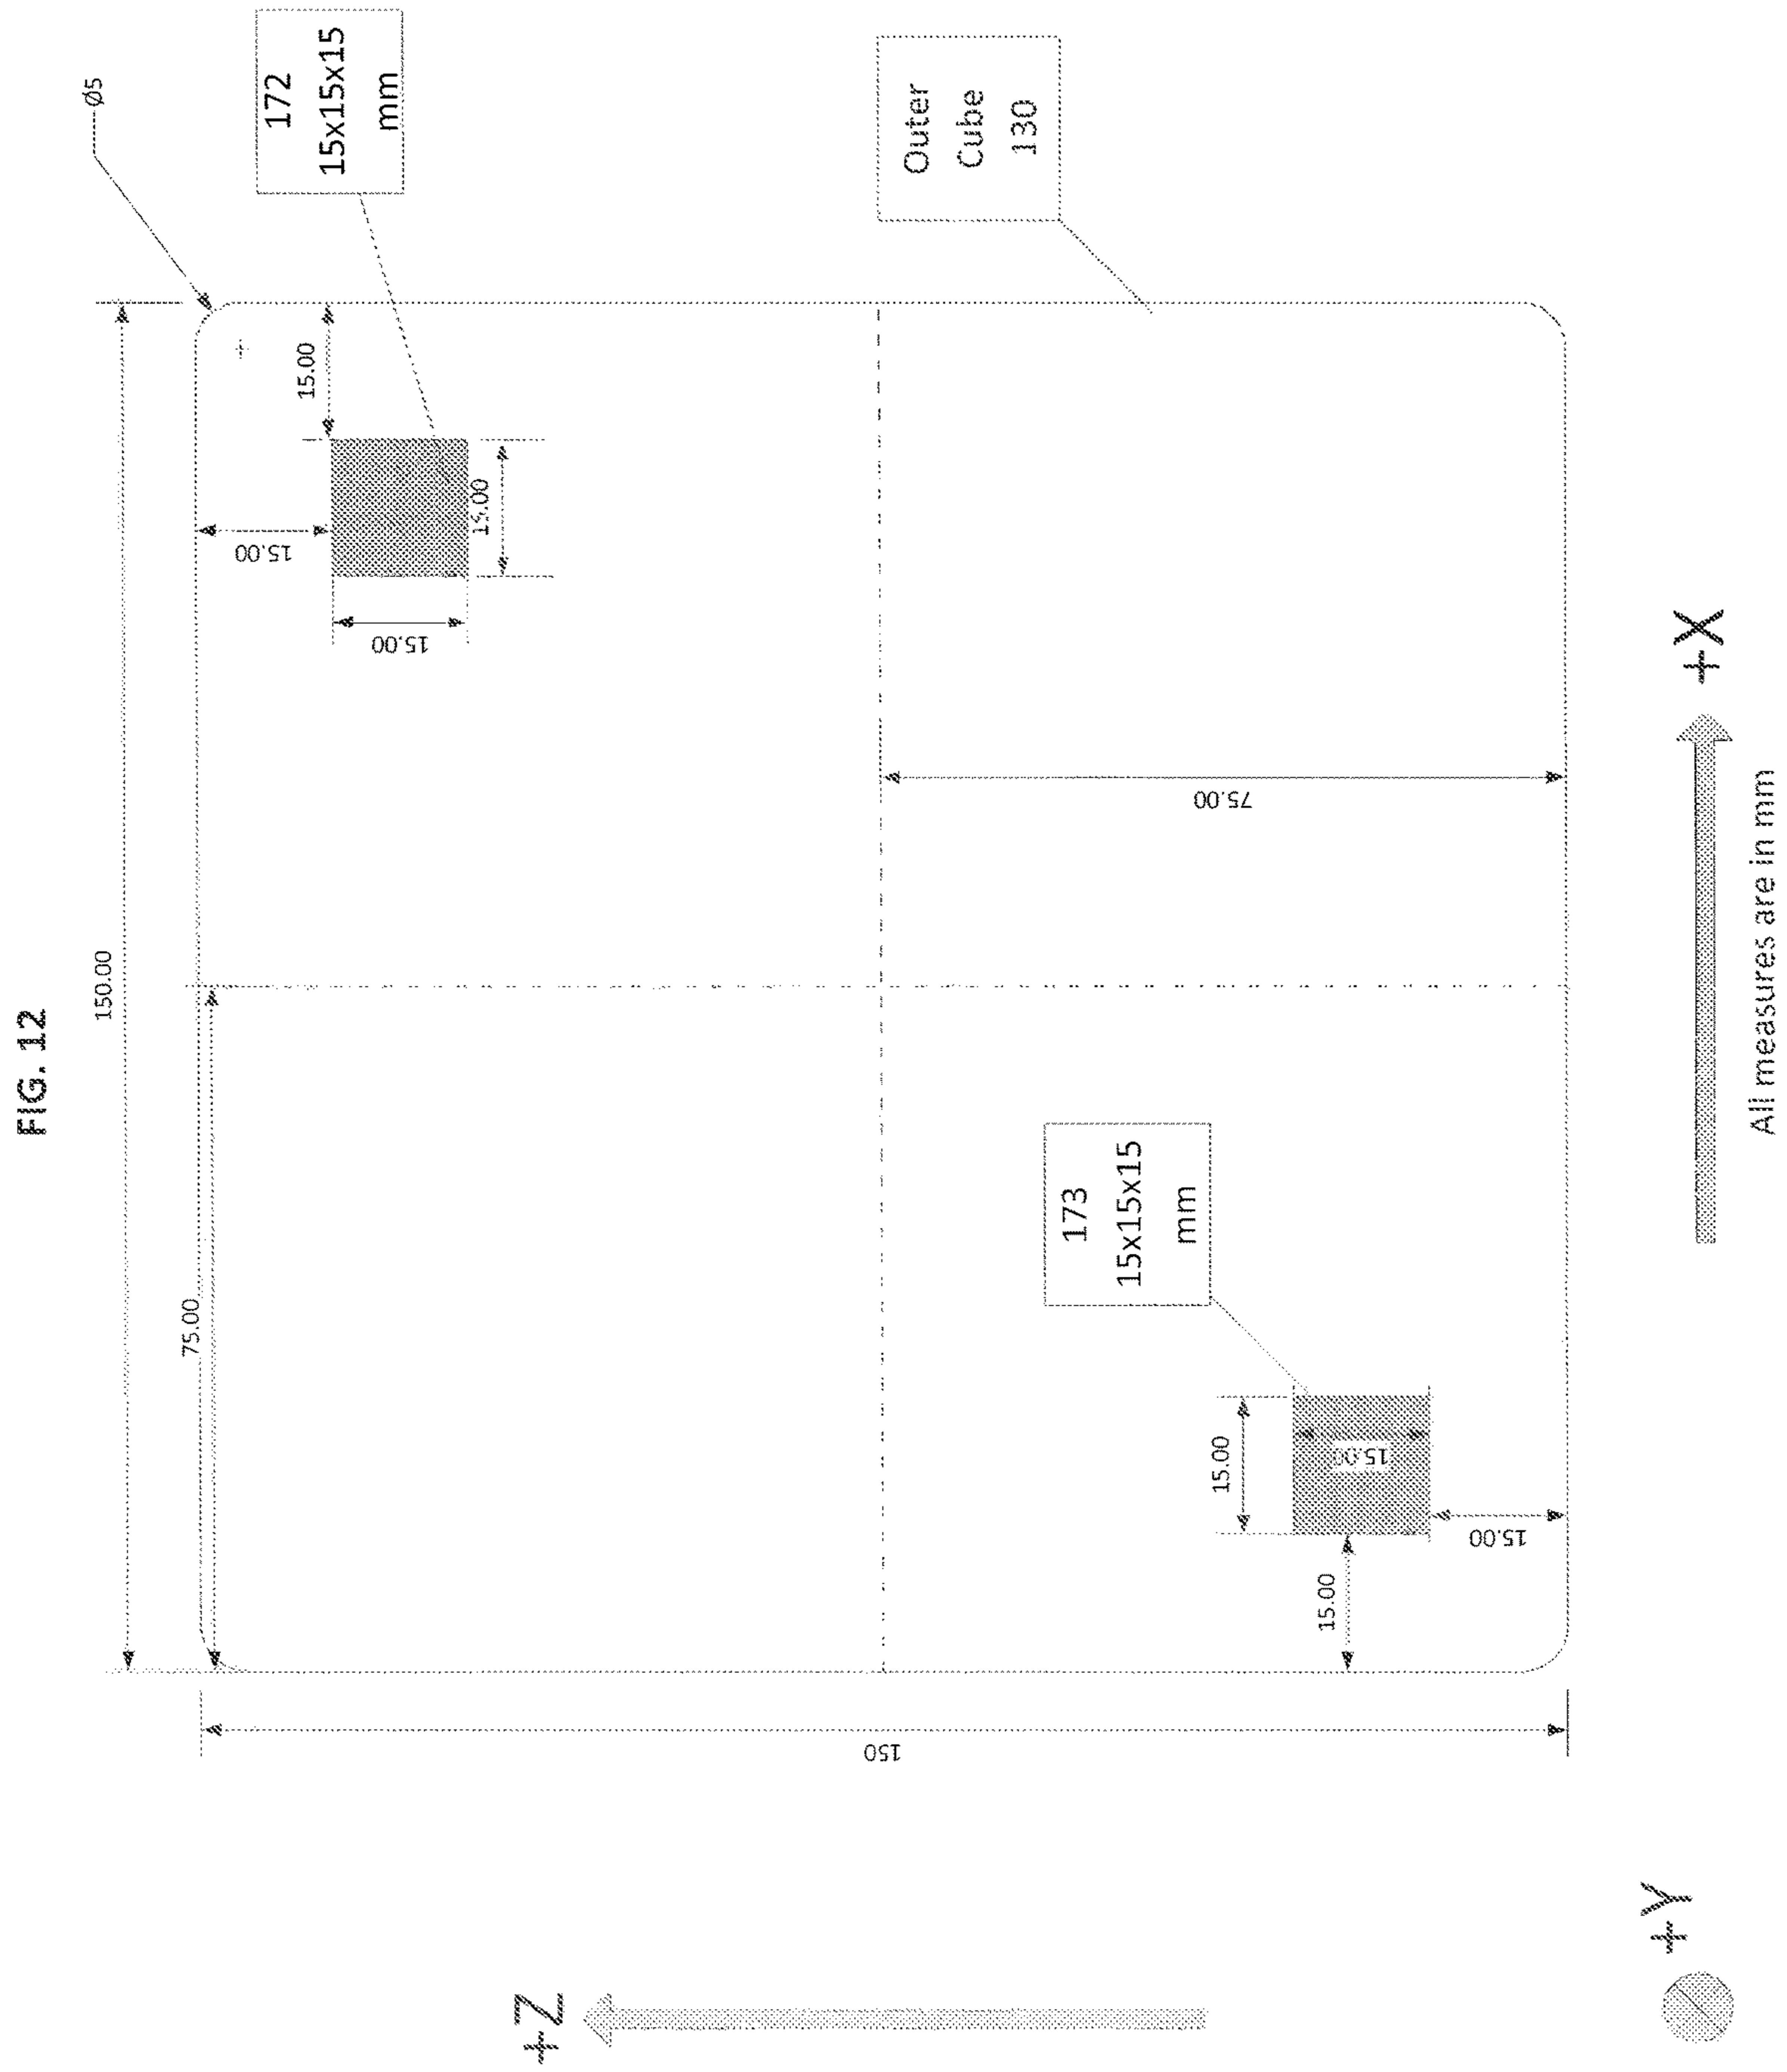 FIG. 12
Ø5
150.00
75.00
172
15x15x15
mm
15.00
15.00
15.00
15.00
+Z
150
Outer
Cube
130
173
15x15x15
mm
75.00
15.00
15.00
15.00
15.00
+Y
+X
All measures are in mm